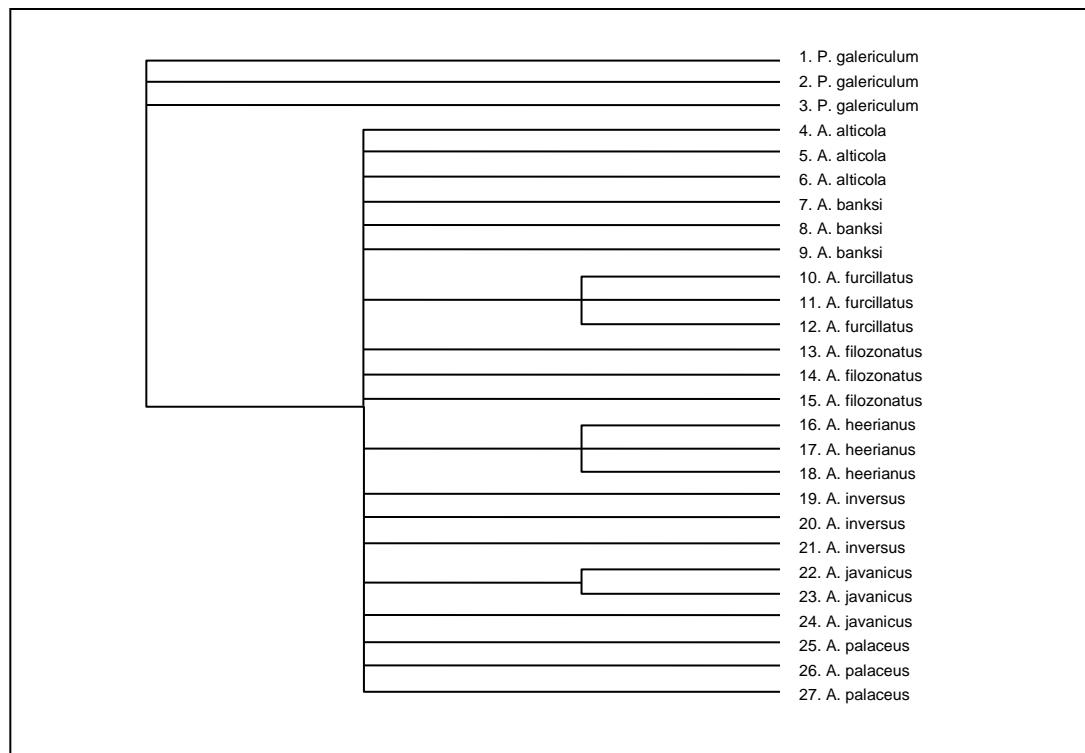 1. P. galericulum
2. P. galericulum
3. P. galericulum
4. A. alticola
5. A. alticola
6. A. alticola
7. A. banksi
8. A. banksi
9. A. banksi
10. A. furcillatus
11. A. furcillatus
12. A. furcillatus
13. A. filozonatus
14. A. filozonatus
15. A. filozonatus
16. A. heerianus
17. A. heerianus
18. A. heerianus
19. A. inversus
20. A. inversus
21. A. inversus
22. A. javanicus
23. A. javanicus
24. A. javanicus
25. A. palaceus
26. A. palaceus
27. A. palaceus